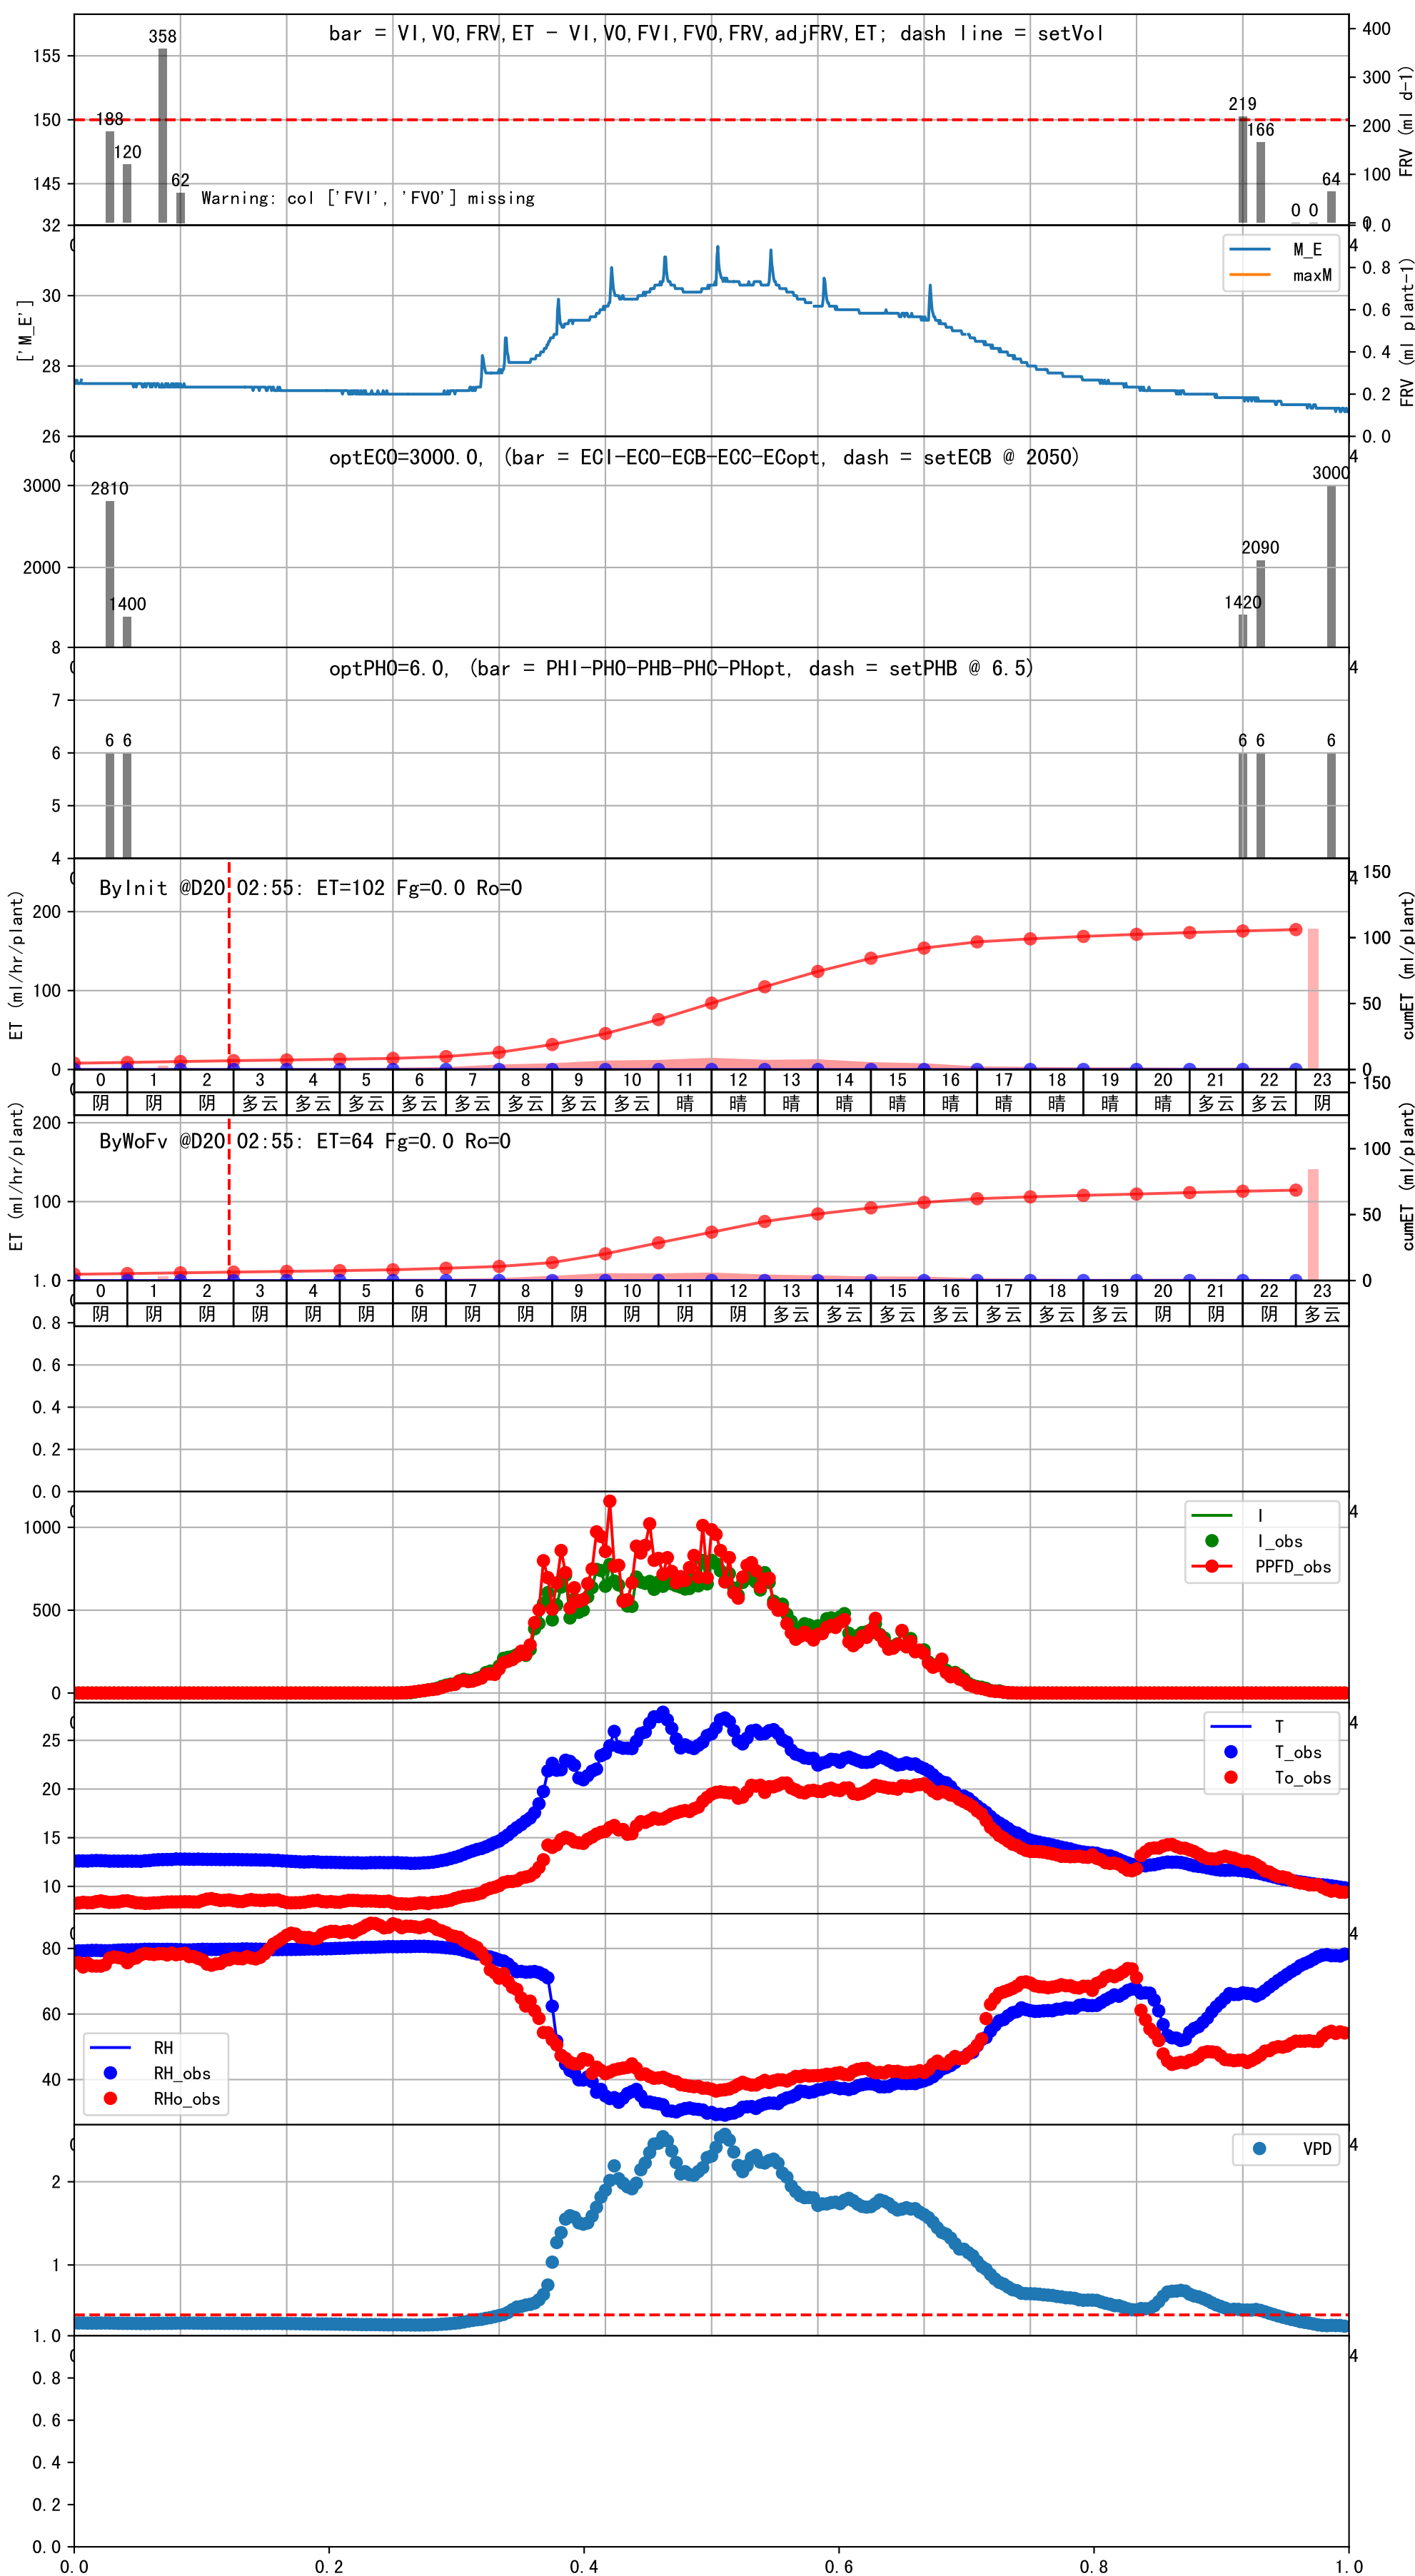 bar = VI,VO,FRV,ET - VI,VO,FVI,FVO,FRV,adjFRV,ET; dash line = setVol
155
150
145
32
358
188
120
62
219
166
0
0
64
Warning: col ['FVI', 'FVO'] missing
400
300
200
100
0
FRV (ml d-1)
['M_E']
30
28
26
M_E
maxM
1.0
0.8
0.6
0.4
0.2
0.0
FRV (ml plant-1)
optECO=3000.0, (bar = ECI-ECO-ECB-ECC-ECopt, dash = setECB @ 2050)
3000
2000
8
2810
1400
1420
2090
3000
optPHO=6.0, (bar = PHI-PHO-PHB-PHC-PHopt, dash = setPHB @ 6.5)
7
6
5
4
6 6
6 6
6
ByInit @D20 02:55: ET=102 Fg=0.0 Ro=0
ET (ml/hr/plant)
200
100
0
150
100
50
0
cumET (ml/plant)
0 1 2 3 4 5 6 7 8 9 10 11 12 13 14 15 16 17 18 19 20 21 22 23
阴 阴 阴 多云 多云 多云 多云 多云 多云 多云 多云 晴 晴 晴 晴 晴 晴 晴 晴 晴 晴 多云 多云 阴
ByWoFv @D20 02:55: ET=64 Fg=0.0 Ro=0
ET (ml/hr/plant)
200
100
1.0
150
100
50
0
cumET (ml/plant)
0 1 2 3 4 5 6 7 8 9 10 11 12 13 14 15 16 17 18 19 20 21 22 23
阴 阴 阴 阴 阴 阴 阴 阴 阴 阴 阴 阴 阴 多云 多云 多云 多云 多云 多云 多云 阴 阴 阴 多云
0.8
0.6
0.4
0.2
0.0
1000
500
0
I
I_obs
PPFD_obs
25
20
15
10
T
T_obs
To_obs
80
60
40
RH
RH_obs
RHo_obs
2
1
VPD
1.0
0.8
0.6
0.4
0.2
0.0
0.0 0.2 0.4 0.6 0.8 1.0